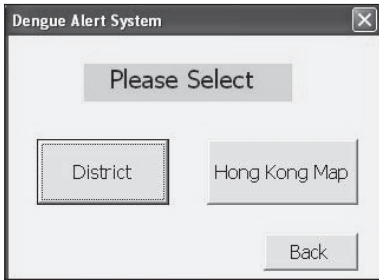 Dengue Alert System
Please Select
District
Hong Kong Map
Back